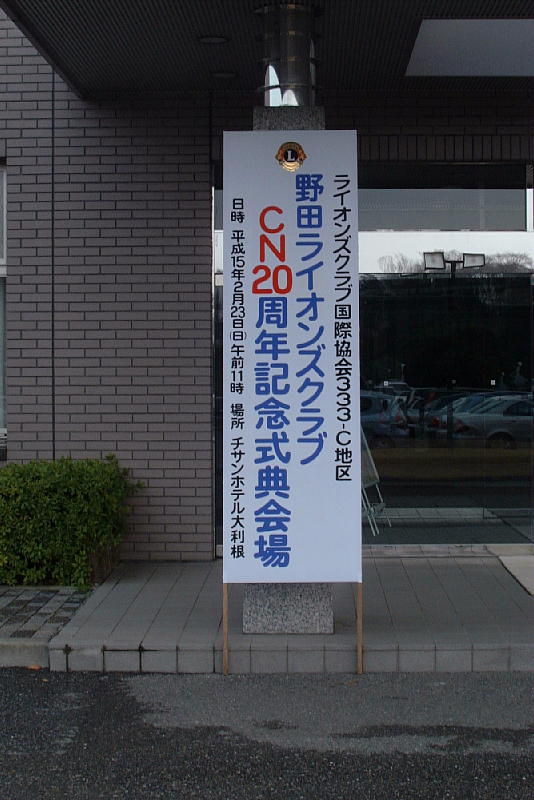 L
ライオンズクラブ国際協会333-C地区
野田ライオンズクラブ
CN20周年記念式典会場
日時 平成15年2月23日(日)午前11時 場所 チサンホテル大利根